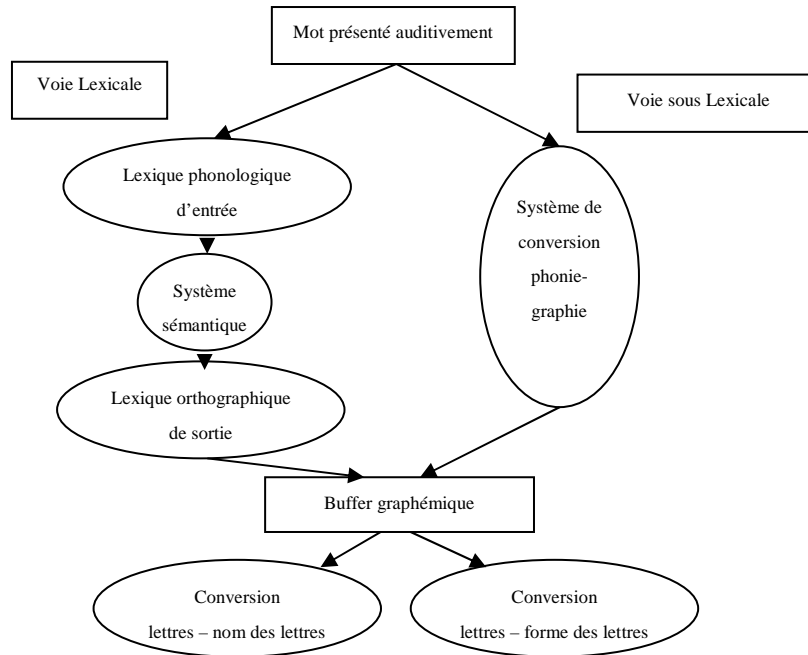 Mot présenté auditivement
Voie Lexicale
Voie sous Lexicale
Lexique phonologique
d’entrée
Système de
conversion
phonie-
graphie
Système
sémantique
Lexique orthographique
de sortie
Buffer graphémique
Conversion
lettres – nom des lettres
Conversion
lettres – forme des lettres